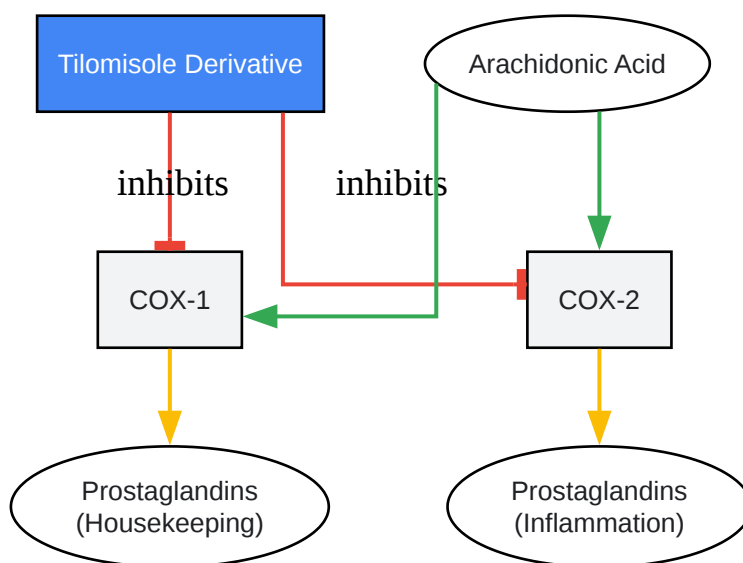 Tilomisole Derivative
Arachidonic Acid
inhibits
inhibits
COX-1
COX-2
Prostaglandins
(Housekeeping)
Prostaglandins
(Inflammation)